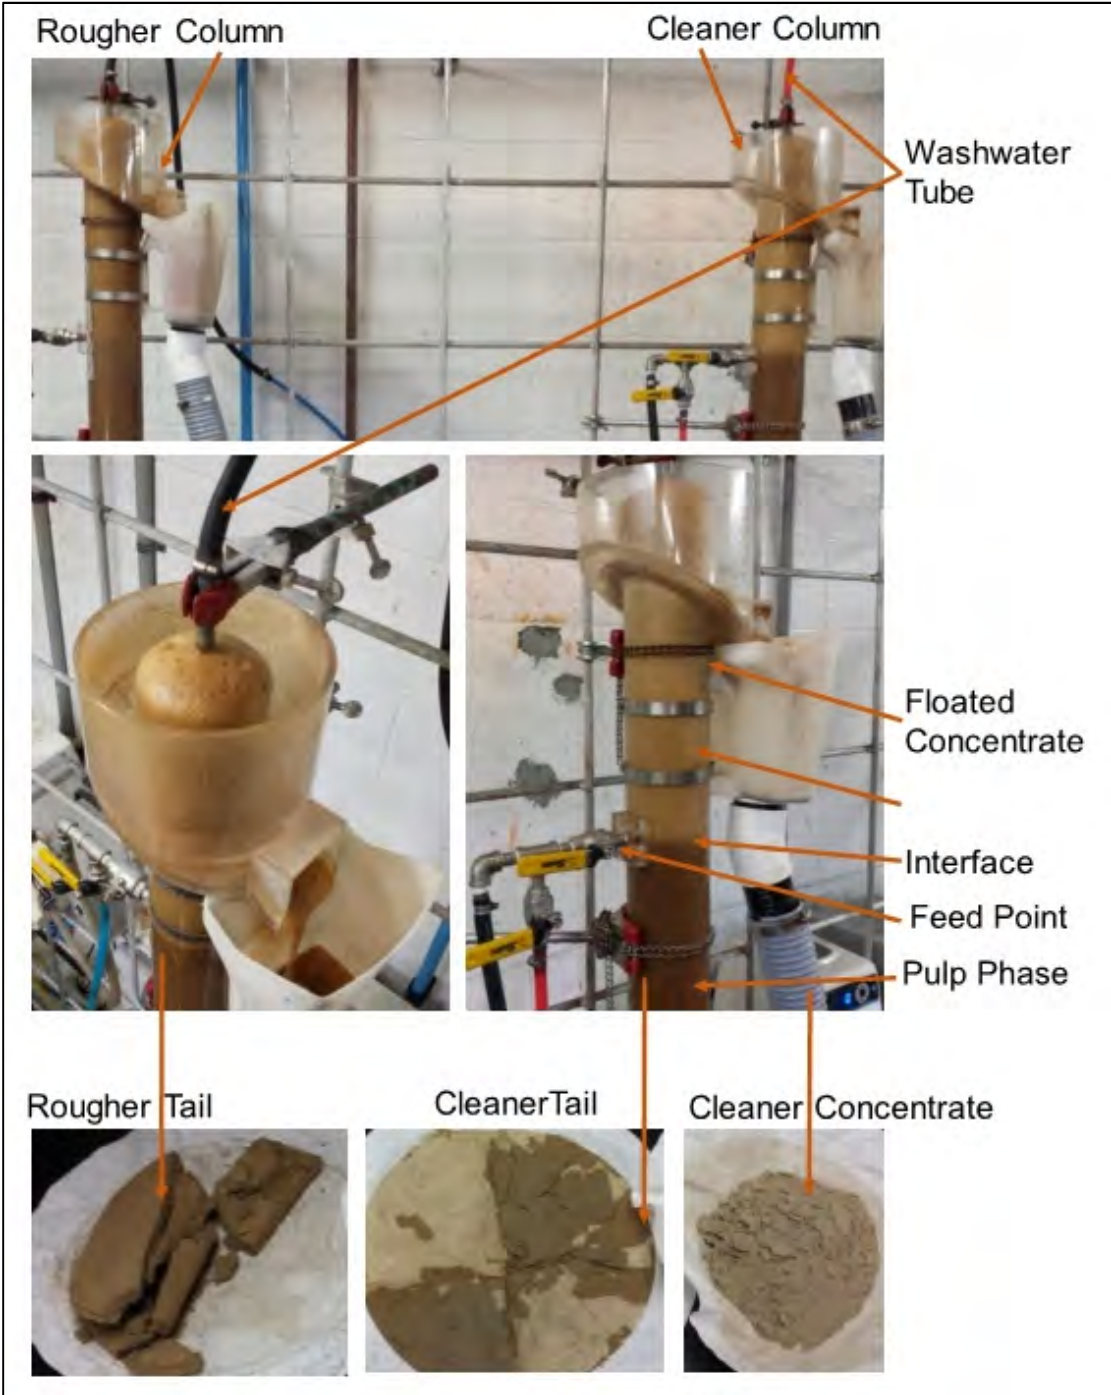 Rougher Column
Cleaner Column
Washwater
Tube
Floated
Concentrate
Interface
Feed Point
Pulp Phase
Rougher Tail
CleanerTail
Cleaner Concentrate